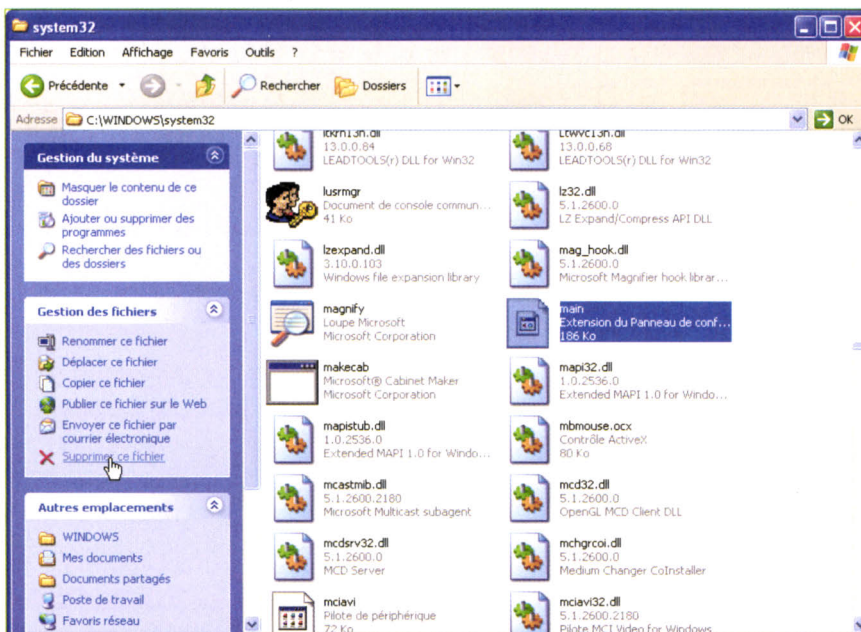 system32
Fichier Edition Affichage Favoris Outils ?
Précédente Rechercher Dossiers
Adresse C:\WINDOWS\system32 OK
Gestion du système
Masquer le contenu de ce
dossier
Ajouter ou supprimer des
programmes
Rechercher des fichiers ou
des dossiers
Gestion des fichiers
Renommer ce fichier
Déplacer ce fichier
Copier ce fichier
Publier ce fichier sur le Web
Envoyer ce fichier par
courrier électronique
Supprimer ce fichier
Autres emplacements
WINDOWS
Mes documents
Documents partagés
Poste de travail
Favoris réseau
ltkrn13n.dll
13.0.0.84
LEADTOOLS(r) DLL for Win32
Ltwvc13n.dll
13.0.0.68
LEADTOOLS(r) DLL for Win32
lusrmgr
Document de console commun...
41 Ko
lz32.dll
5.1.2600.0
LZ Expand/Compress API DLL
lzexpand.dll
3.10.0.103
Windows file expansion library
mag_hook.dll
5.1.2600.0
Microsoft Magnifier hook librar...
magnify
Loupe Microsoft
Microsoft Corporation
main
Extension du Panneau de conf...
186 Ko
makecab
Microsoft® Cabinet Maker
Microsoft Corporation
mapi32.dll
1.0.2536.0
Extended MAPI 1.0 for Windo...
mapistub.dll
1.0.2536.0
Extended MAPI 1.0 for Windo...
mbmouse.ocx
Contrôle ActiveX
80 Ko
mcastmib.dll
5.1.2600.2180
Microsoft Multicast subagent
mcd32.dll
5.1.2600.0
OpenGL MCD Client DLL
mcdsrv32.dll
5.1.2600.0
MCD Server
mchgrcoi.dll
5.1.2600.0
Medium Changer CoInstaller
mciavi
Pilote de périphérique
72 Ko
mciavi32.dll
5.1.2600.2180
Pilote MCI Video for Windows